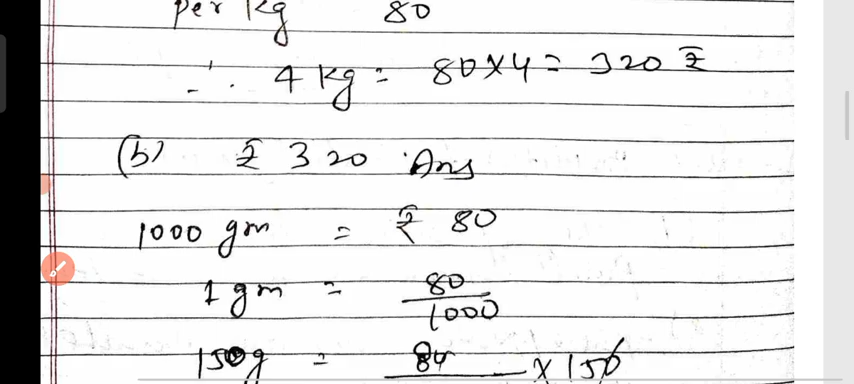 per kg 80
∴ 4 kg = 80×4 = 320 ₹
(b) ₹ 320 Ans
1000 gm = ₹ 80
1 gm = 80/1000
150g = × 150